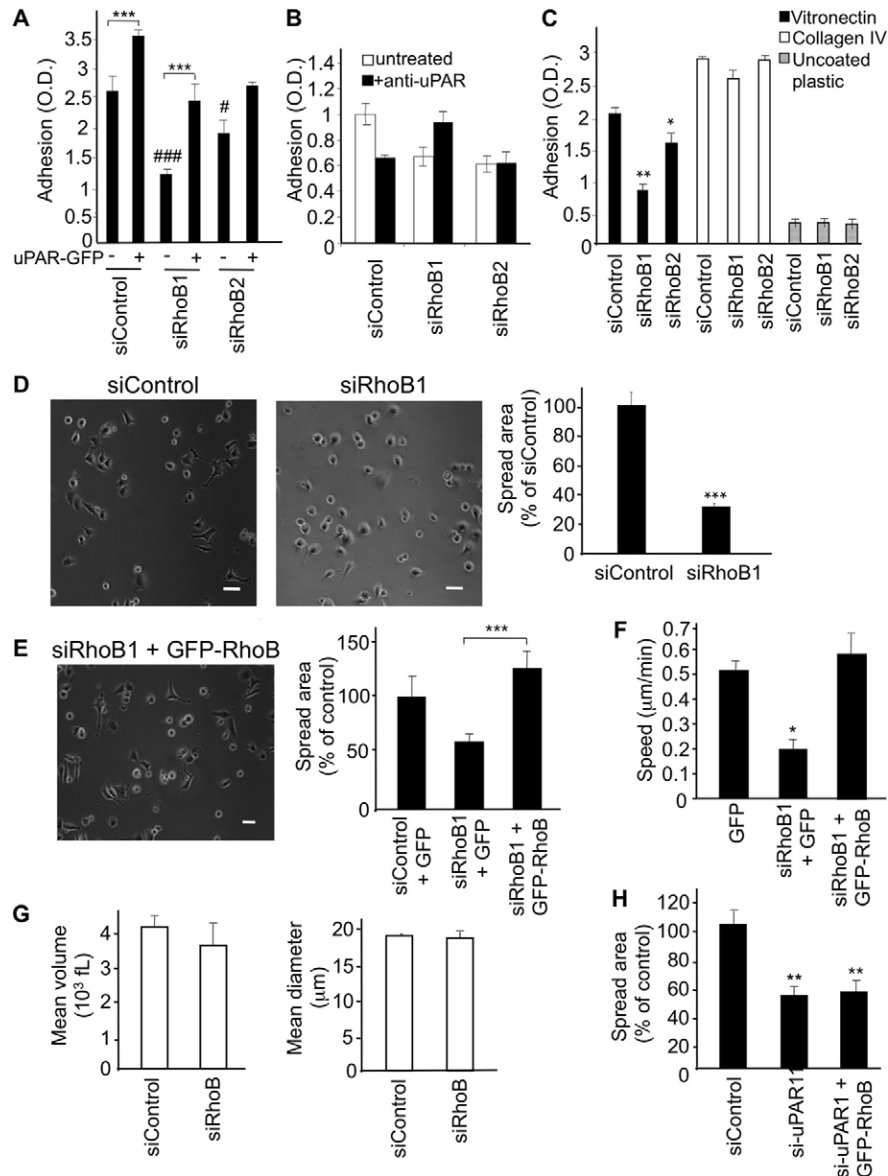 A
Adhesion (O.D.)
3.5
3
2.5
2
1.5
1
0.5
0
***
***
###
#
uPAR-GFP
- + - + - +
siControl
siRhoB1
siRhoB2
B
Adhesion (O.D.)
1.4
1.2
1
0.8
0.6
0.4
0.2
0
untreated
+anti-uPAR
siControl
siRhoB1
siRhoB2
C
Vitronectin
Collagen IV
Uncoated
plastic
Adhesion (O.D.)
3
2.5
2
1.5
1
0.5
0
**
*
siControl
siRhoB1
siRhoB2
siControl
siRhoB1
siRhoB2
siControl
siRhoB1
siRhoB2
D
siControl
siRhoB1
Spread area
(% of siControl)
100
80
60
40
20
0
***
siControl
siRhoB1
E
siRhoB1 + GFP-RhoB
Spread area
(% of control)
150
100
50
0
***
siControl
+ GFP
siRhoB1
+ GFP
siRhoB1 +
GFP-RhoB
F
Speed (μm/min)
0.7
0.6
0.5
0.4
0.3
0.2
0.1
0
*
GFP
siRhoB1
+ GFP
siRhoB1 +
GFP-RhoB
G
Mean volume
(10³ fL)
4
3
2
1
0
siControl
siRhoB
Mean diameter
(μm)
20
15
10
5
0
siControl
siRhoB
H
Spread area
(% of control)
120
100
80
60
40
20
0
**
**
siControl
si-uPAR11
si-uPAR1 +
GFP-RhoB